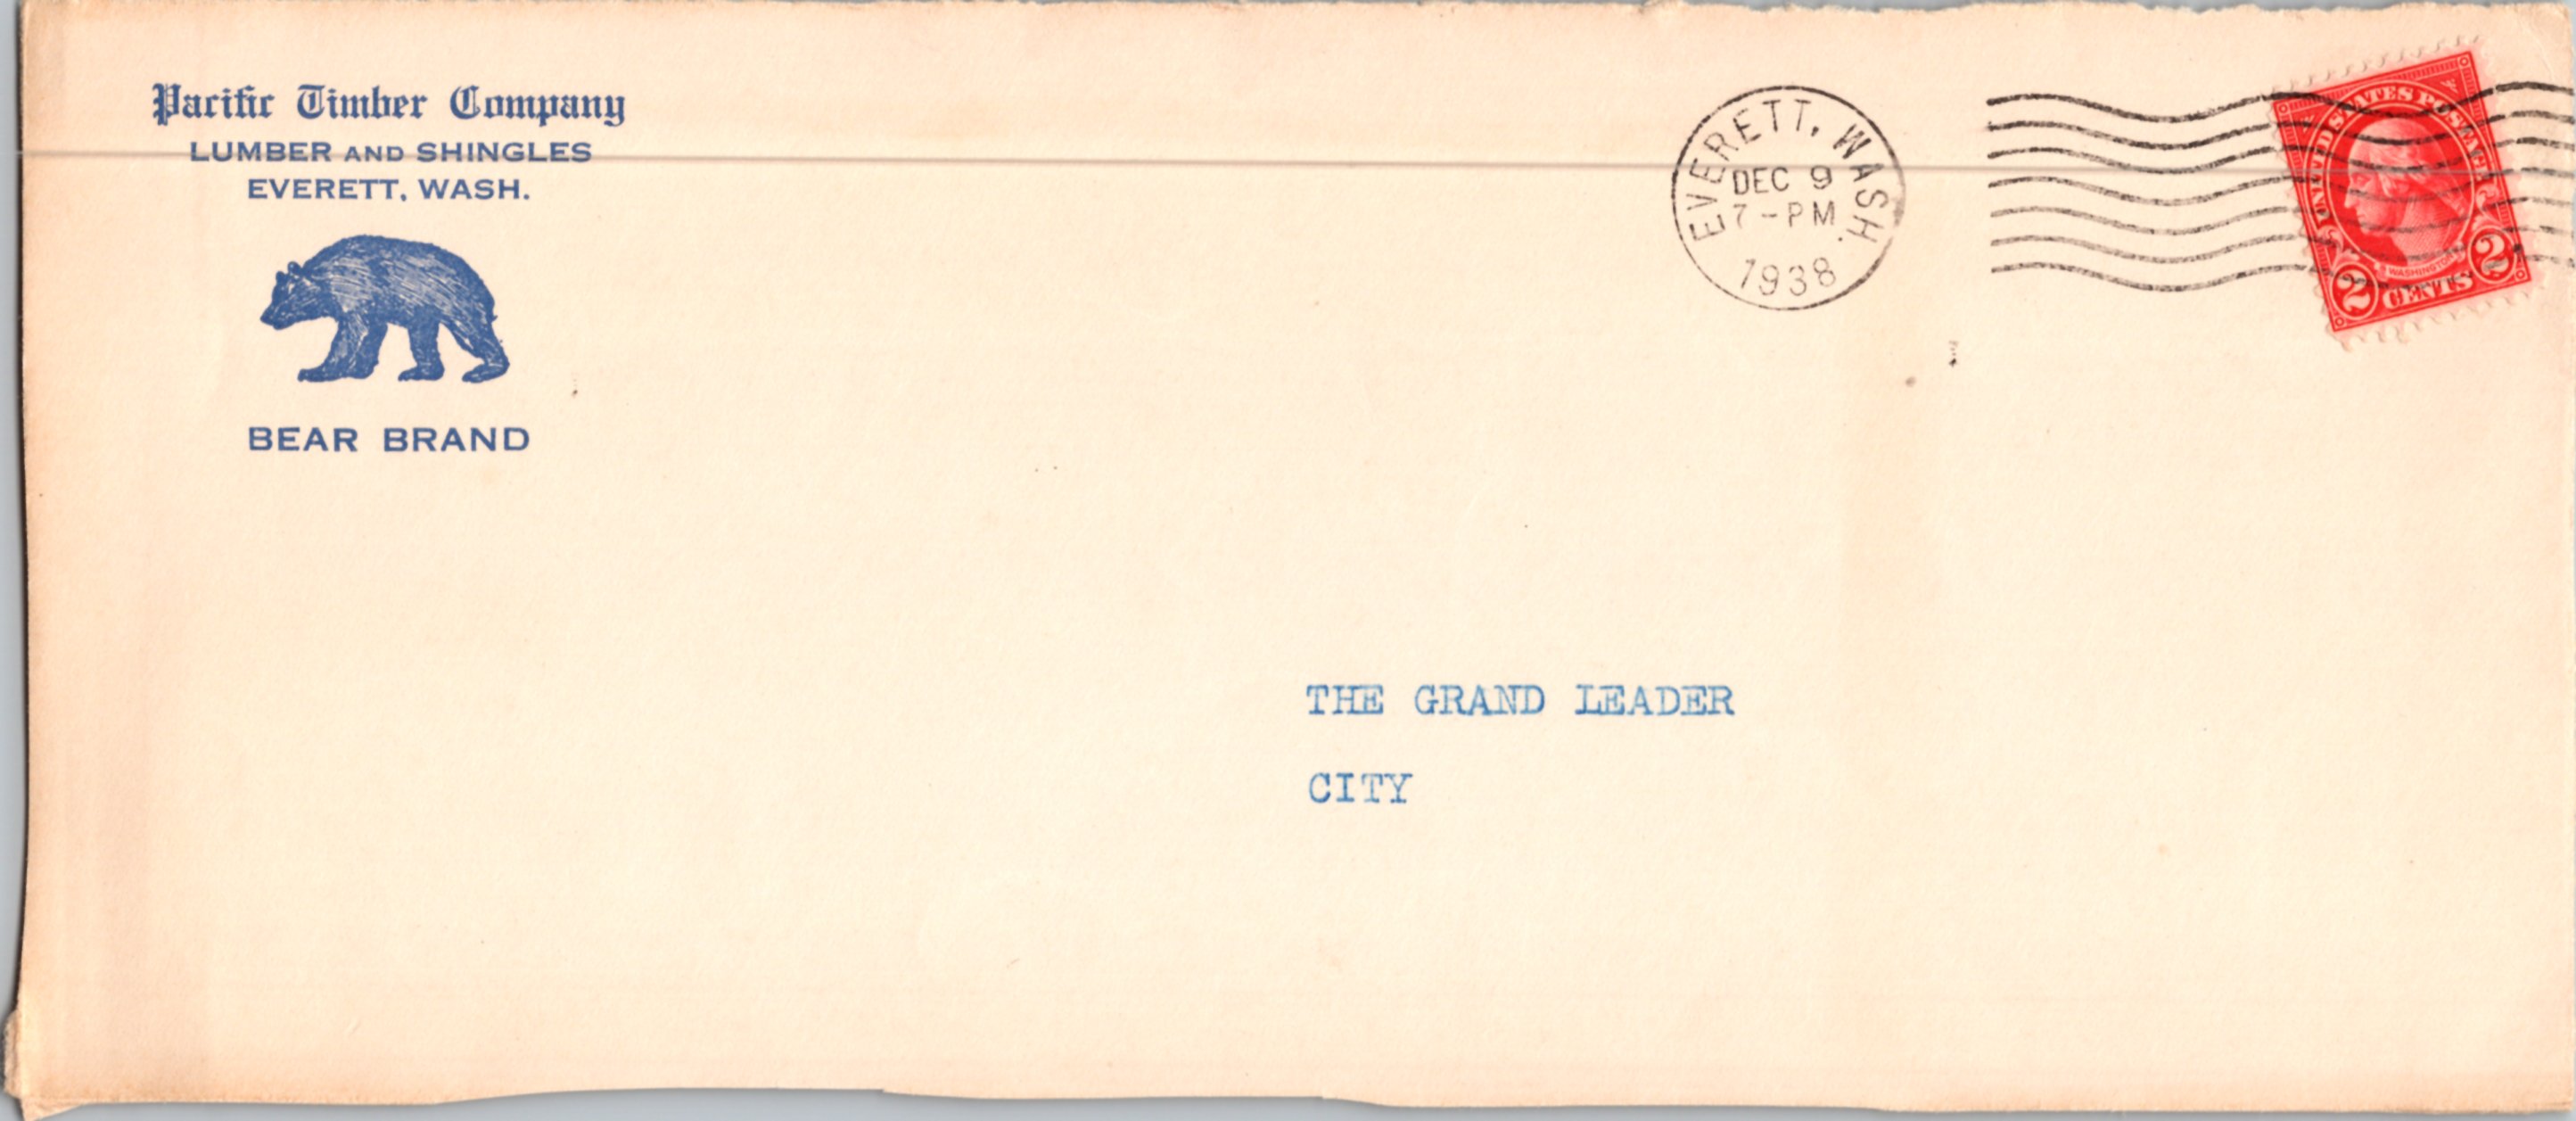 Pacific Timber Company
LUMBER AND SHINGLES
EVERETT, WASH.
BEAR BRAND
EVERETT, WASH.
DEC 9
7-PM
1938
UNITED STATES POSTAGE
WASHINGTON
2 CENTS 2
THE GRAND LEADER
CITY